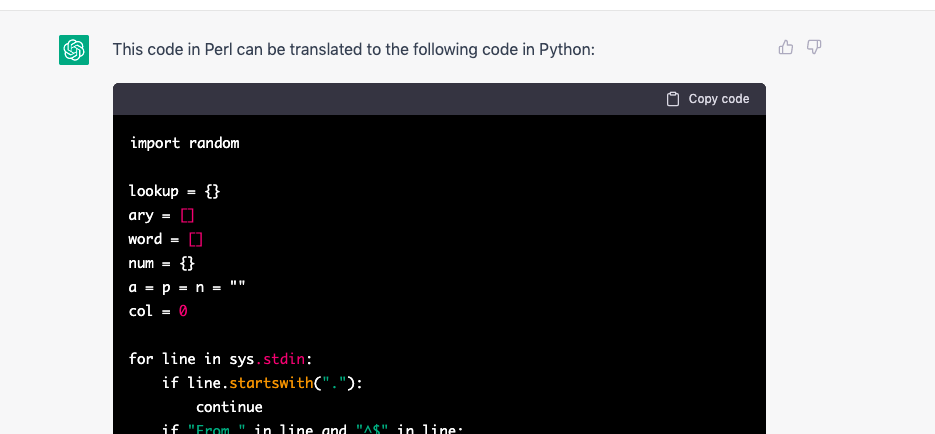 This code in Perl can be translated to the following code in Python:
Copy code
import random
lookup = {}
ary = []
word = []
num = {}
a = p = n = ""
col = 0
for line in sys.stdin:
    if line.startswith("."):
        continue
    if "From " in line and "^$" in line: